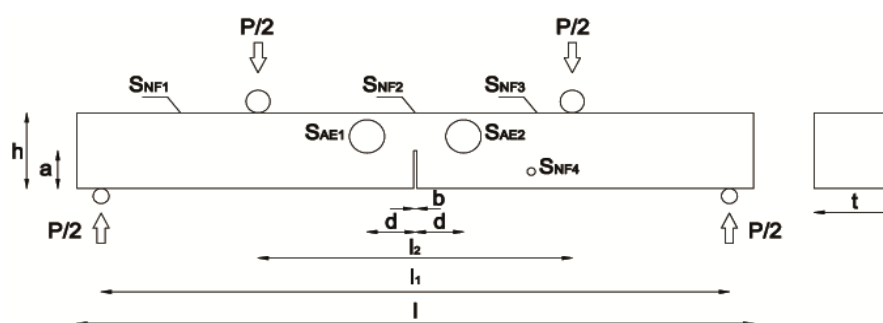 P/2 P/2
SNF1 SNF2 SNF3
h SAE1 SAE2
a SNF4
b
P/2 d d P/2
l2
l1
l
t